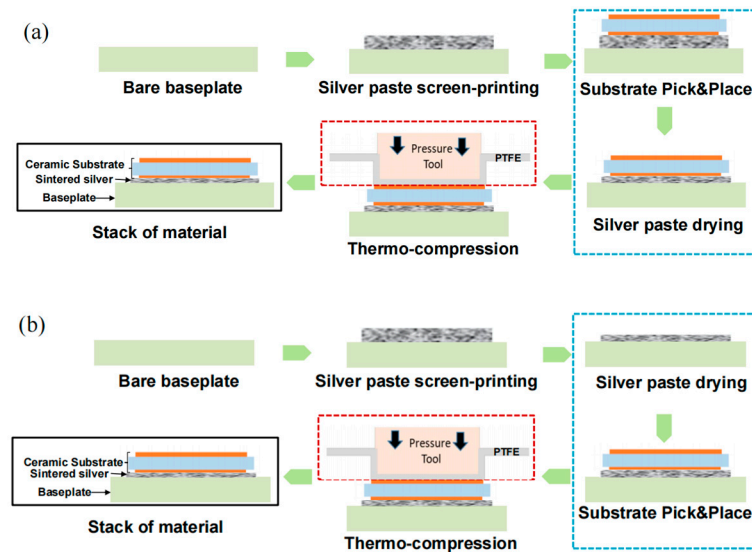 (a)
Bare baseplate
Silver paste screen-printing
Substrate Pick&Place
Ceramic Substrate
Sintered silver
Baseplate
Stack of material
Pressure
Tool
PTFE
Thermo-compression
Silver paste drying
(b)
Bare baseplate
Silver paste screen-printing
Silver paste drying
Ceramic Substrate
Sintered silver
Baseplate
Stack of material
Pressure
Tool
PTFE
Thermo-compression
Substrate Pick&Place